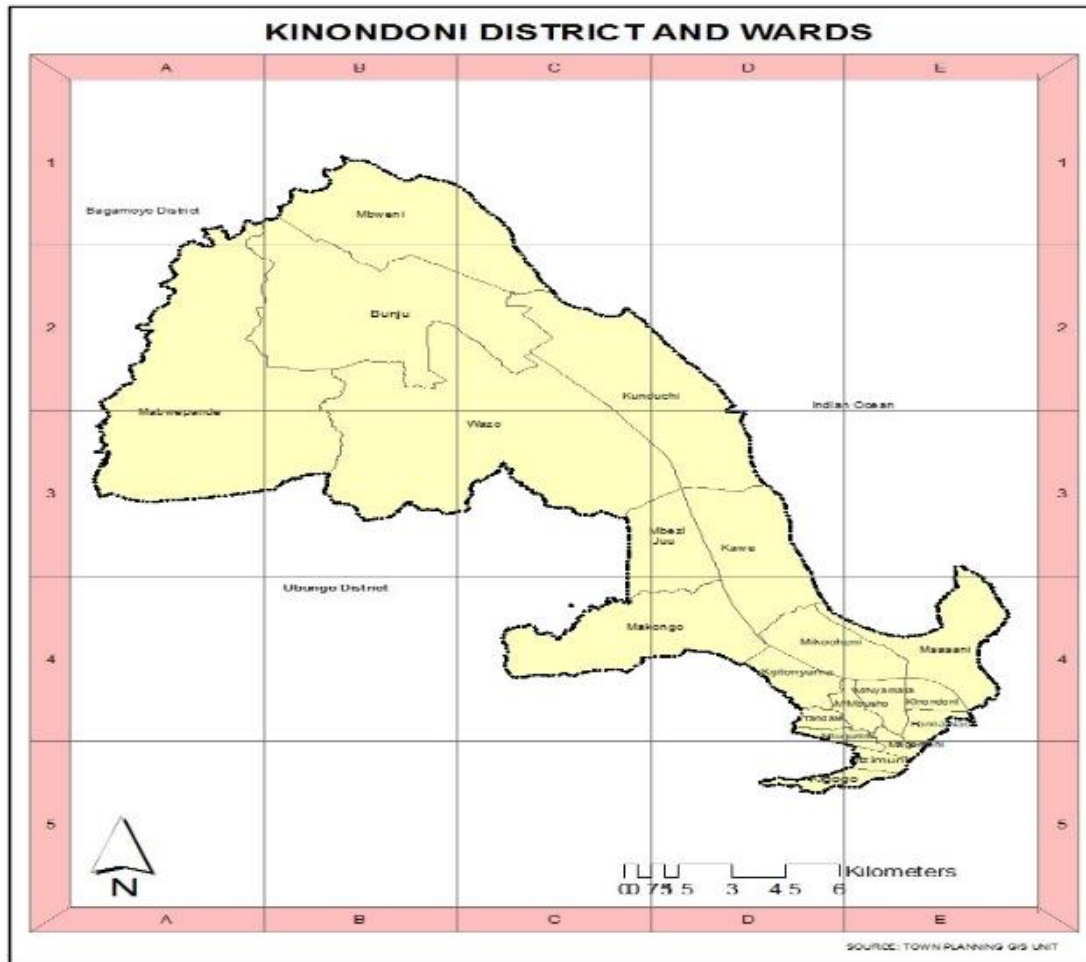 KINONDONI DISTRICT AND WARDS
A B C D E
1 1
Bagamoyo District
Mbweni
Bunju
2 2
Kunduchi
Indian Ocean
Mabwepande
Wazo
3 3
Mbezi
Juu
Kawe
Ubungo District
Makongo
Mikocheni
Msasani
4 4
Kijitonyama
Kinondoni
Magomeni
Kigogo
5 5
N
Kilometers
3 4 5 6
A B C D E
SOURCE: TOWN PLANNING GIS UNIT